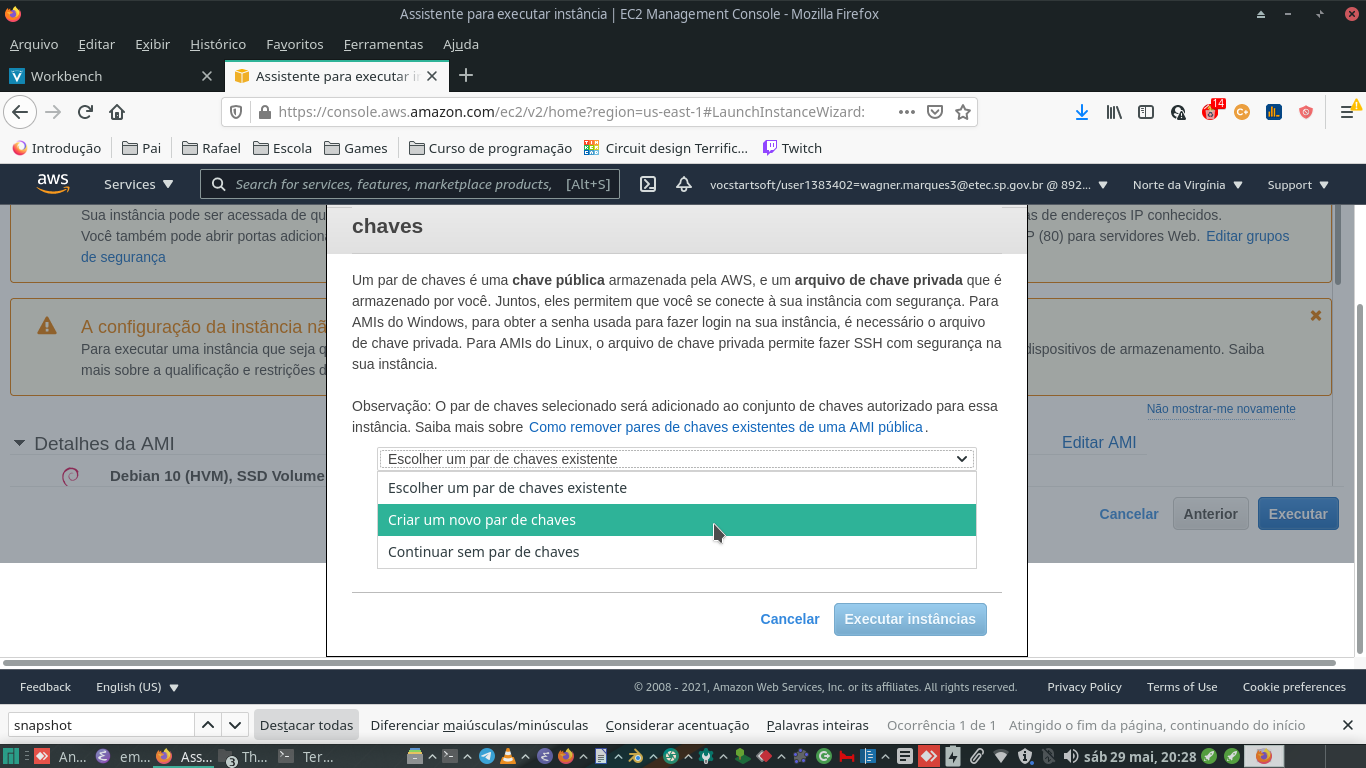 Assistente para executar instância | EC2 Management Console - Mozilla Firefox
Arquivo Editar Exibir Histórico Favoritos Ferramentas Ajuda
Workbench
Assistente para executar i
https://console.aws.amazon.com/ec2/v2/home?region=us-east-1#LaunchInstanceWizard:
14
Introdução Pai Rafael Escola Games Curso de programação Circuit design Terrific... Twitch
aws Services Search for services, features, marketplace products, [Alt+S] vocstartsoft/user1383402=wagner.marques3@etec.sp.gov.br @ 892... Norte da Virgínia Support
Sua instância pode ser acessada de qu
as de endereços IP conhecidos.
Você também pode abrir portas adiciona
P (80) para servidores Web. Editar grupos
de segurança
chaves
Um par de chaves é uma chave pública armazenada pela AWS, e um arquivo de chave privada que é
armazenado por você. Juntos, eles permitem que você se conecte à sua instância com segurança. Para
AMIs do Windows, para obter a senha usada para fazer login na sua instância, é necessário o arquivo
de chave privada. Para AMIs do Linux, o arquivo de chave privada permite fazer SSH com segurança na
sua instância.
Observação: O par de chaves selecionado será adicionado ao conjunto de chaves autorizado para essa
instância. Saiba mais sobre Como remover pares de chaves existentes de uma AMI pública.
Escolher um par de chaves existente
Escolher um par de chaves existente
Criar um novo par de chaves
Continuar sem par de chaves
Cancelar Executar instâncias
A configuração da instância nã
Para executar uma instância que seja q
dispositivos de armazenamento. Saiba
mais sobre a qualificação e restrições d
Não mostrar-me novamente
Detalhes da AMI
Editar AMI
Debian 10 (HVM), SSD Volume
Cancelar Anterior Executar
Feedback English (US) © 2008 - 2021, Amazon Web Services, Inc. or its affiliates. All rights reserved. Privacy Policy Terms of Use Cookie preferences
snapshot Destacar todas Diferenciar maiúsculas/minúsculas Considerar acentuação Palavras inteiras Ocorrência 1 de 1 Atingido o fim da página, continuando do início
An... em... Ass... 3 Th... Ter... sáb 29 mai, 20:28